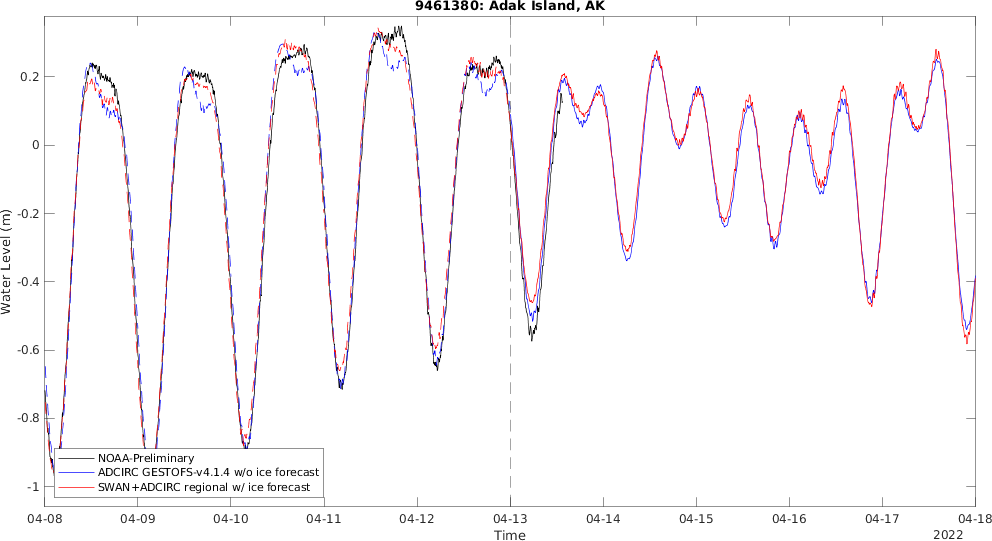 9461380: Adak Island, AK
Water Level (m)
0.2
0
-0.2
-0.4
-0.6
-0.8
-1
NOAA-Preliminary
ADCIRC GESTOFS-v4.1.4 w/o ice forecast
SWAN+ADCIRC regional w/ ice forecast
04-08 04-09 04-10 04-11 04-12 04-13 04-14 04-15 04-16 04-17 04-18
Time
2022